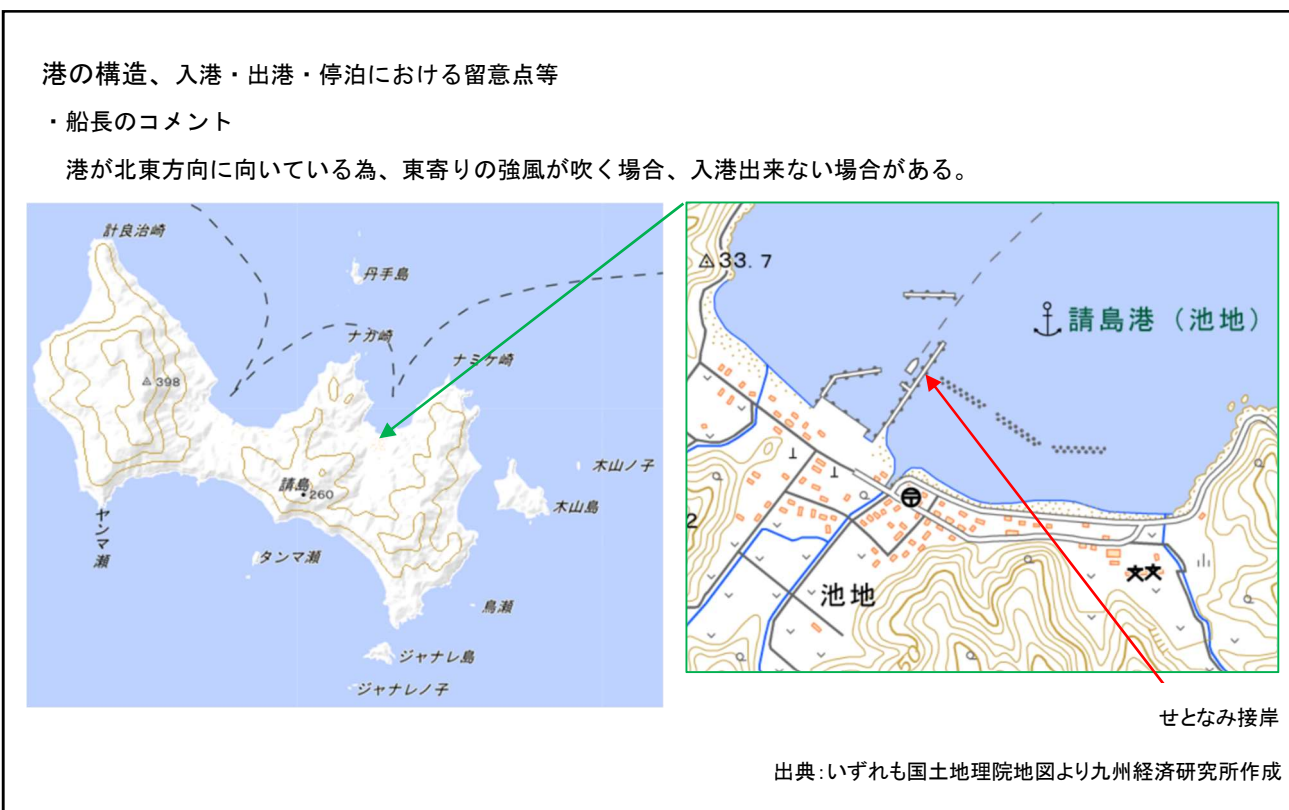 港の構造、入港・出港・停泊における留意点等
・船長のコメント
港が北東方向に向いている為、東寄りの強風が吹く場合、入港出来ない場合がある。
計良治崎
丹手島
ナガ崎
ナミケ崎
398
木山ノ子
木山島
請島
260
ヤンマ瀬
タンマ瀬
鳥瀬
ジャナレ島
ジャナレノ子
33.7
請島港（池地）
2
池地
せとなみ接岸
出典：いずれも国土地理院地図より九州経済研究所作成